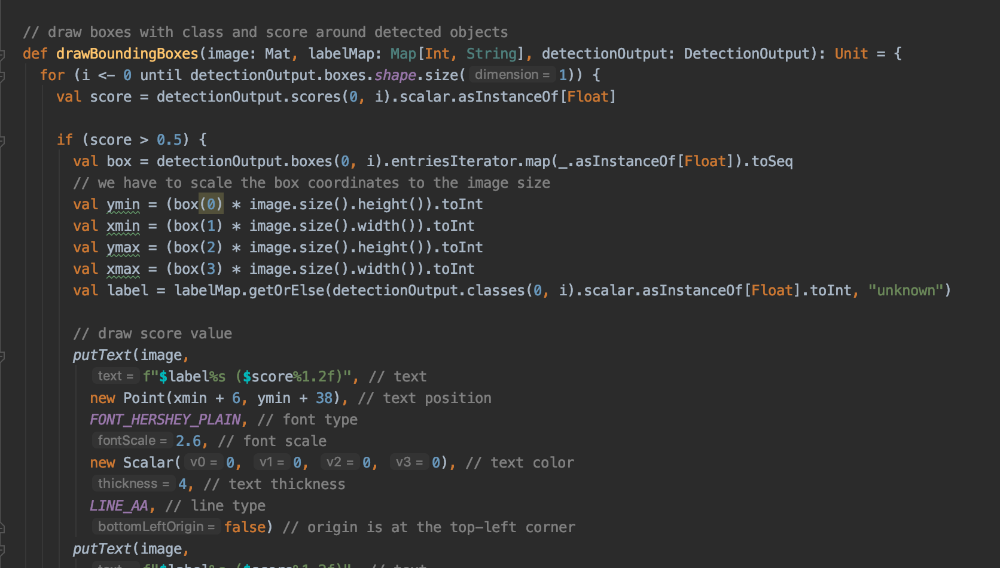 // draw boxes with class and score around detected objects
def drawBoundingBoxes(image: Mat, labelMap: Map[Int, String], detectionOutput: DetectionOutput): Unit = {
for (i <- 0 until detectionOutput.boxes.shape.size( dimension = 1)) {
val score = detectionOutput.scores(0, i).scalar.asInstanceOf[Float]
if (score > 0.5) {
val box = detectionOutput.boxes(0, i).entriesIterator.map(_.asInstanceOf[Float]).toSeq
// we have to scale the box coordinates to the image size
val ymin = (box(0) * image.size().height()).toInt
val xmin = (box(1) * image.size().width()).toInt
val ymax = (box(2) * image.size().height()).toInt
val xmax = (box(3) * image.size().width()).toInt
val label = labelMap.getOrElse(detectionOutput.classes(0, i).scalar.asInstanceOf[Float].toInt, "unknown")
// draw score value
putText(image,
text = f"$label%s ($score%1.2f)", // text
new Point(xmin + 6, ymin + 38), // text position
FONT_HERSHEY_PLAIN, // font type
fontScale = 2.6, // font scale
new Scalar( v0 = 0, v1 = 0, v2 = 0, v3 = 0), // text color
thickness = 4, // text thickness
LINE_AA, // line type
bottomLeftOrigin = false) // origin is at the top-left corner
putText(image,
text = f"$label%s ($score%1.2f)", // text